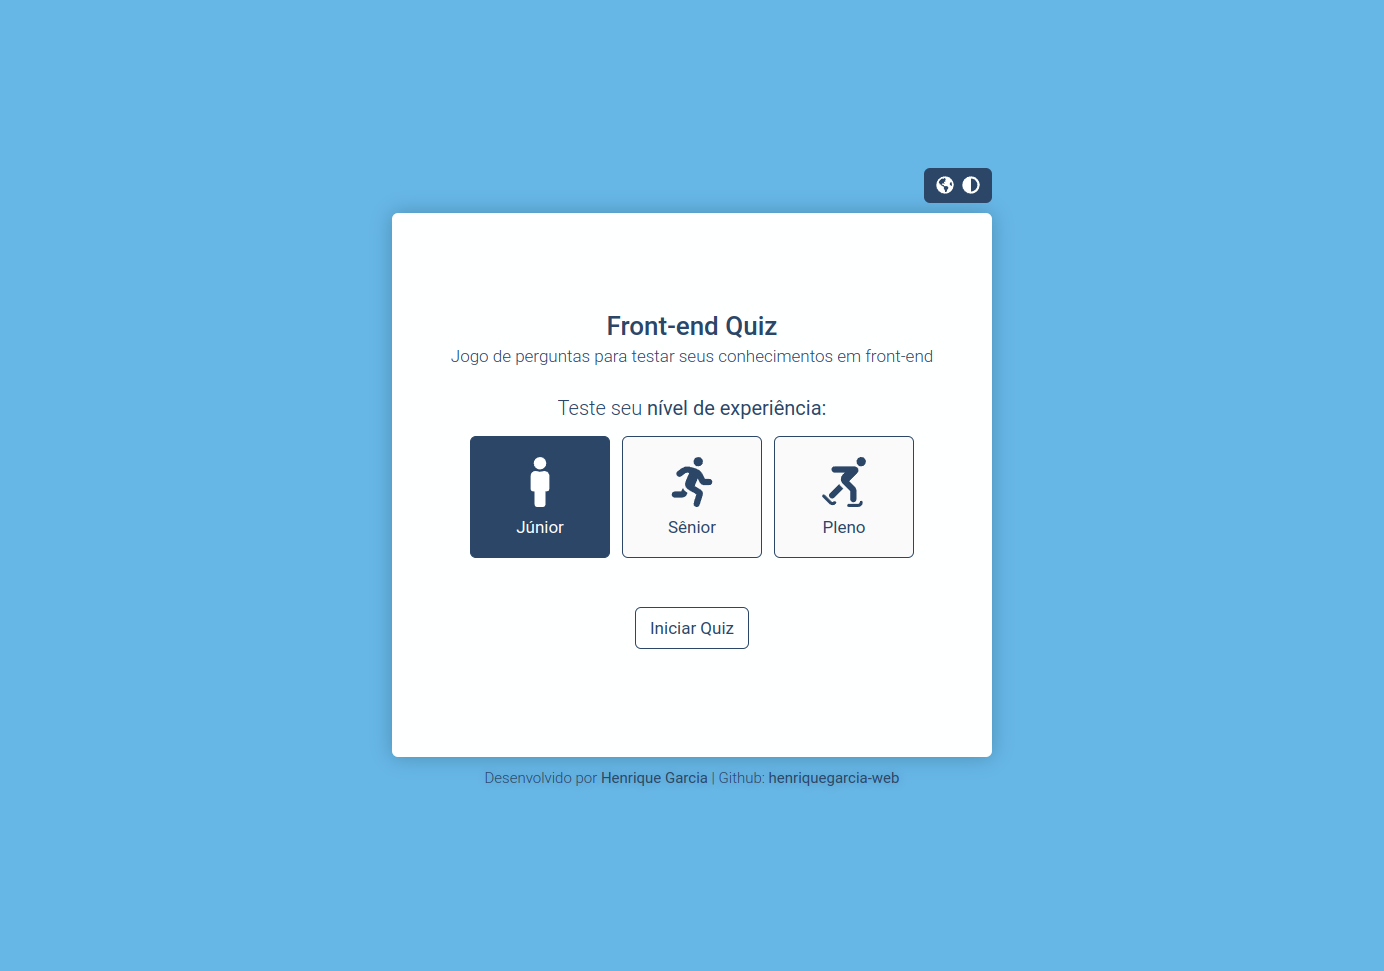 Front-end Quiz
Jogo de perguntas para testar seus conhecimentos em front-end
Teste seu nível de experiência:
Júnior
Sênior
Pleno
Iniciar Quiz
Desenvolvido por Henrique Garcia | Github: henriquegarcia-web